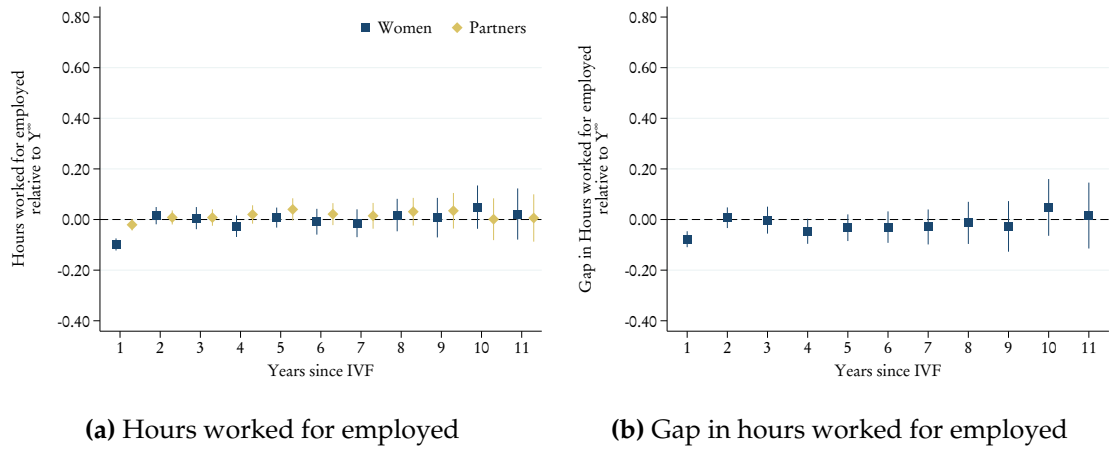 Women Partners
0.80
0.60
0.40
0.20
0.00
-0.20
-0.40
Hours worked for employed
relative to Y∞
1 2 3 4 5 6 7 8 9 10 11
Years since IVF
(a) Hours worked for employed
0.80
0.60
0.40
0.20
0.00
-0.20
-0.40
Gap in Hours worked for employed
relative to Y∞
1 2 3 4 5 6 7 8 9 10 11
Years since IVF
(b) Gap in hours worked for employed